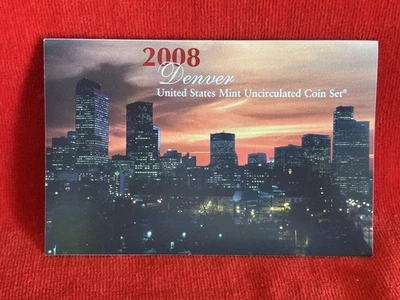 2008
Denver
United States Mint Uncirculated Coin Set®